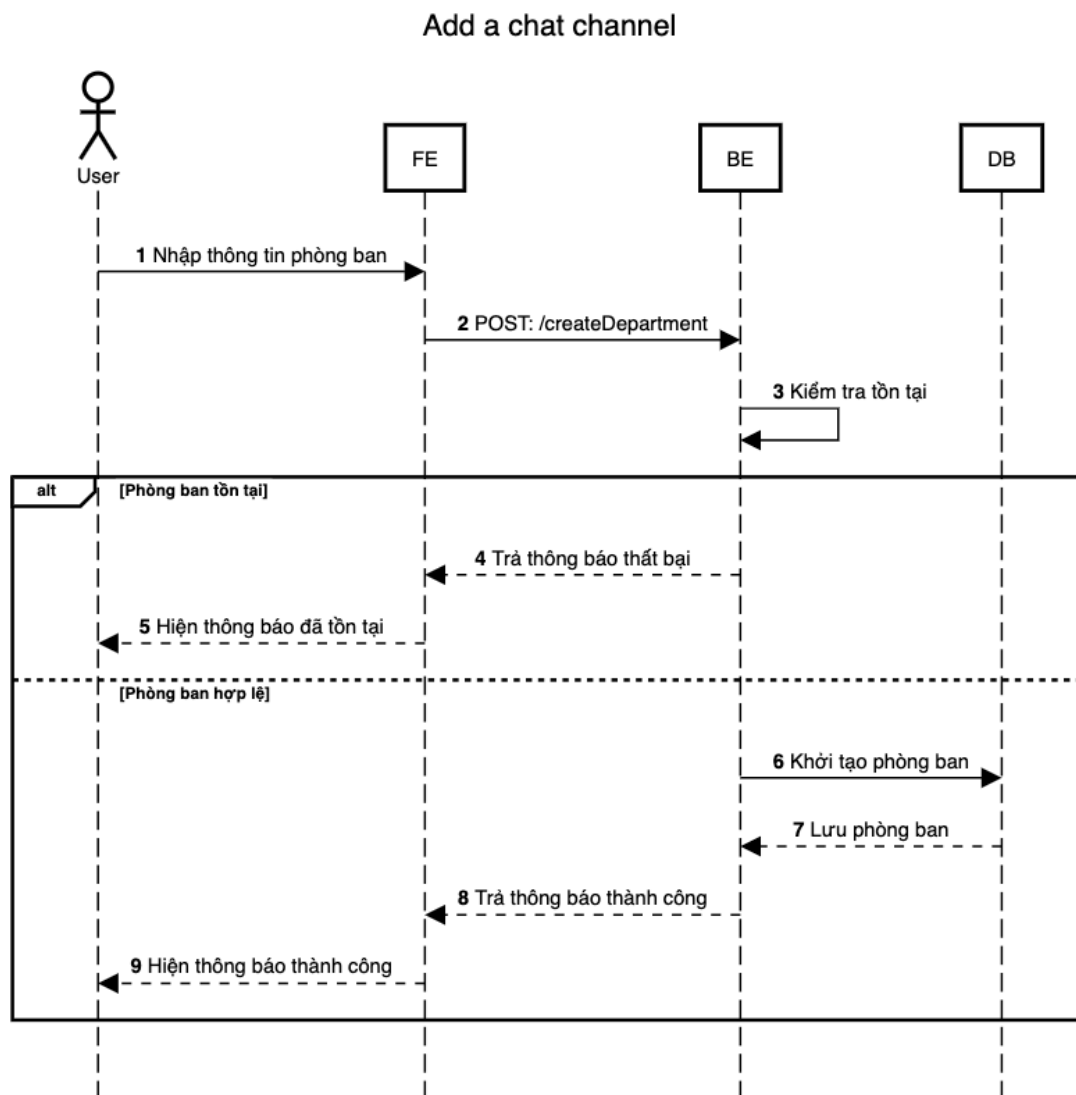 Add a chat channel
User
FE
BE
DB
1 Nhập thông tin phòng ban
2 POST: /createDepartment
3 Kiểm tra tồn tại
alt
[Phòng ban tồn tại]
4 Trả thông báo thất bại
5 Hiện thông báo đã tồn tại
[Phòng ban hợp lệ]
6 Khởi tạo phòng ban
7 Lưu phòng ban
8 Trả thông báo thành công
9 Hiện thông báo thành công